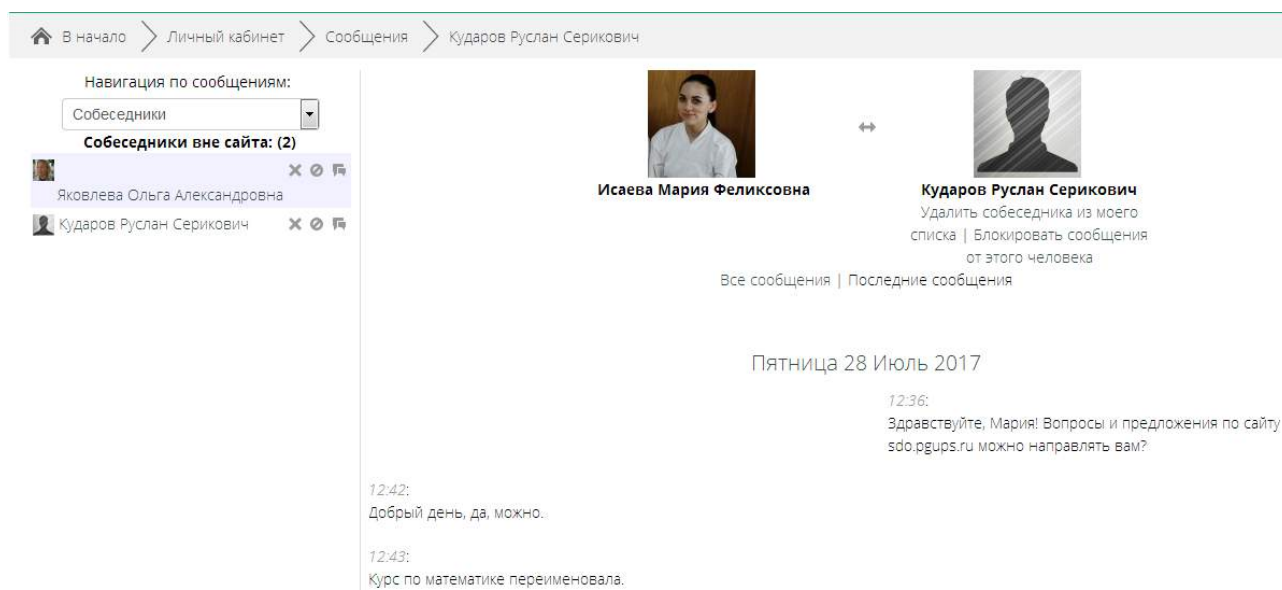 В начало Личный кабинет Сообщения Кударов Руслан Серикович
Навигация по сообщениям:
Собеседники
Собеседники вне сайта: (2)
Яковлева Ольга Александровна
Кударов Руслан Серикович
Исаева Мария Феликсовна
Кударов Руслан Серикович
Удалить собеседника из моего
списка | Блокировать сообщения
от этого человека
Все сообщения | Последние сообщения
Пятница 28 Июль 2017
12:36:
Здравствуйте, Мария! Вопросы и предложения по сайту
sdo.pgups.ru можно направлять вам?
12:42:
Добрый день, да, можно.
12:43:
Курс по математике переименовала.